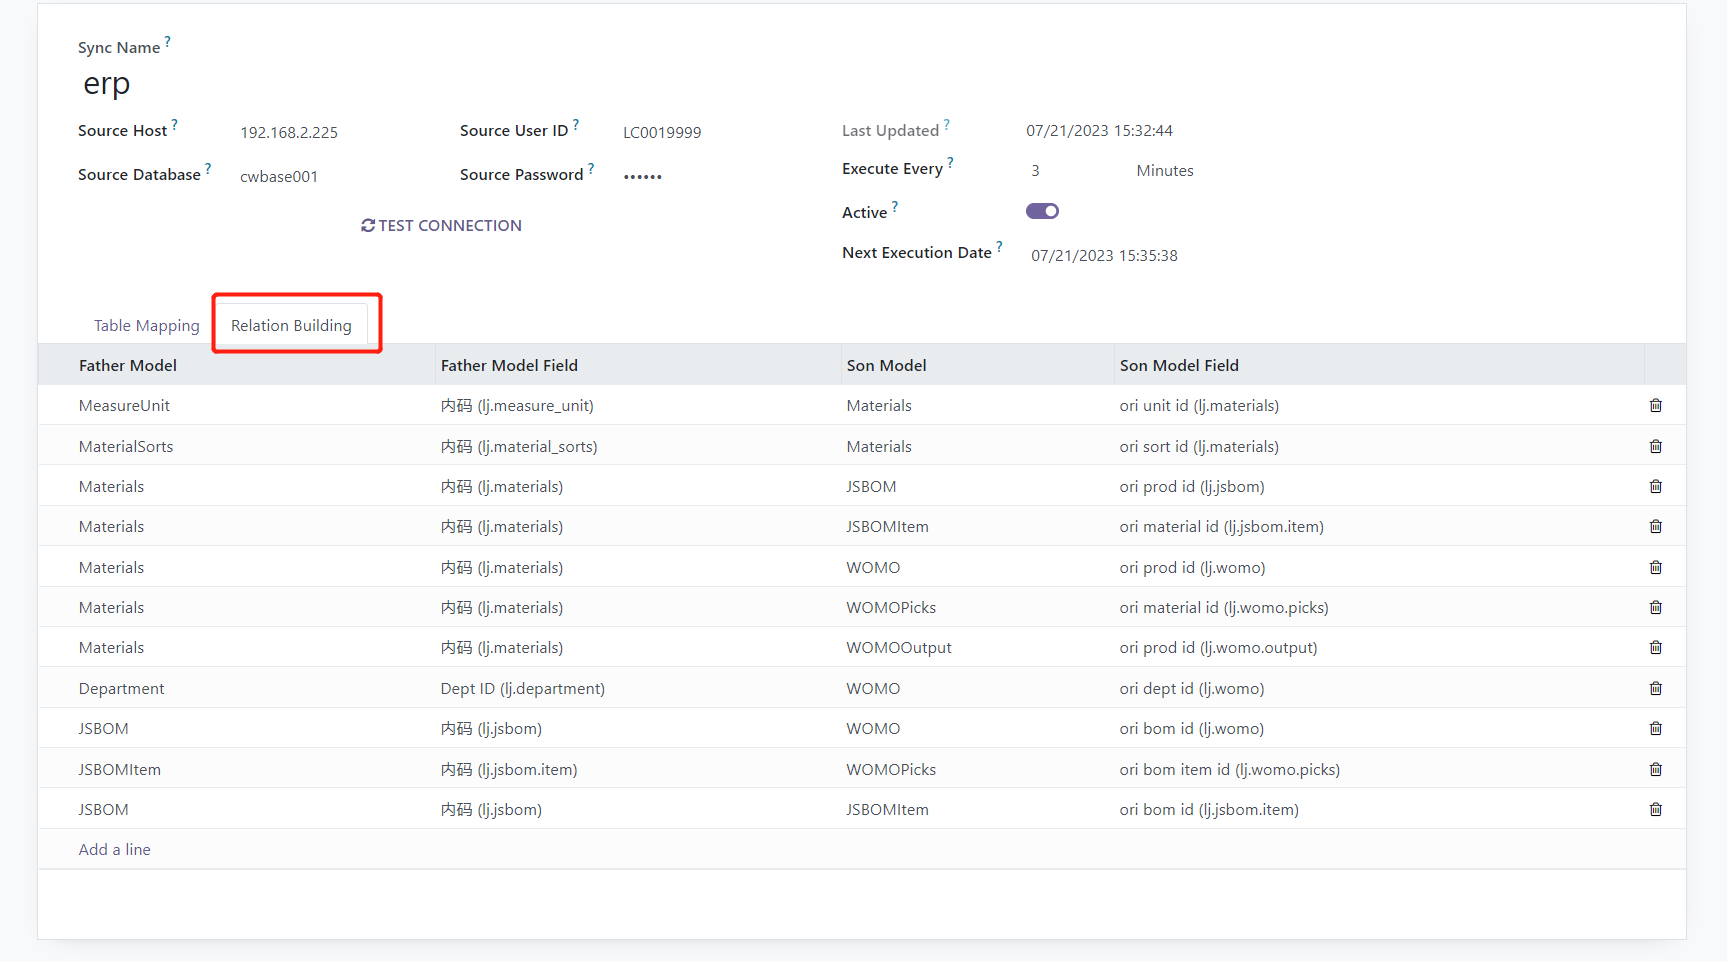 Sync Name ?
erp
Source Host ? 192.168.2.225 Source User ID ? LC0019999 Last Updated ? 07/21/2023 15:32:44
Source Database ? cwbase001 Source Password ? •••••• Execute Every ? 3 Minutes
TEST CONNECTION Active ?
Next Execution Date ? 07/21/2023 15:35:38
Table Mapping Relation Building
Father Model Father Model Field Son Model Son Model Field
MeasureUnit 内码 (lj.measure_unit) Materials ori unit id (lj.materials)
MaterialSorts 内码 (lj.material_sorts) Materials ori sort id (lj.materials)
Materials 内码 (lj.materials) JSBOM ori prod id (lj.jsbom)
Materials 内码 (lj.materials) JSBOMItem ori material id (lj.jsbom.item)
Materials 内码 (lj.materials) WOMO ori prod id (lj.womo)
Materials 内码 (lj.materials) WOMOPicks ori material id (lj.womo.picks)
Materials 内码 (lj.materials) WOMOOutput ori prod id (lj.womo.output)
Department Dept ID (lj.department) WOMO ori dept id (lj.womo)
JSBOM 内码 (lj.jsbom) WOMO ori bom id (lj.womo)
JSBOMItem 内码 (lj.jsbom.item) WOMOPicks ori bom item id (lj.womo.picks)
JSBOM 内码 (lj.jsbom) JSBOMItem ori bom id (lj.jsbom.item)
Add a line